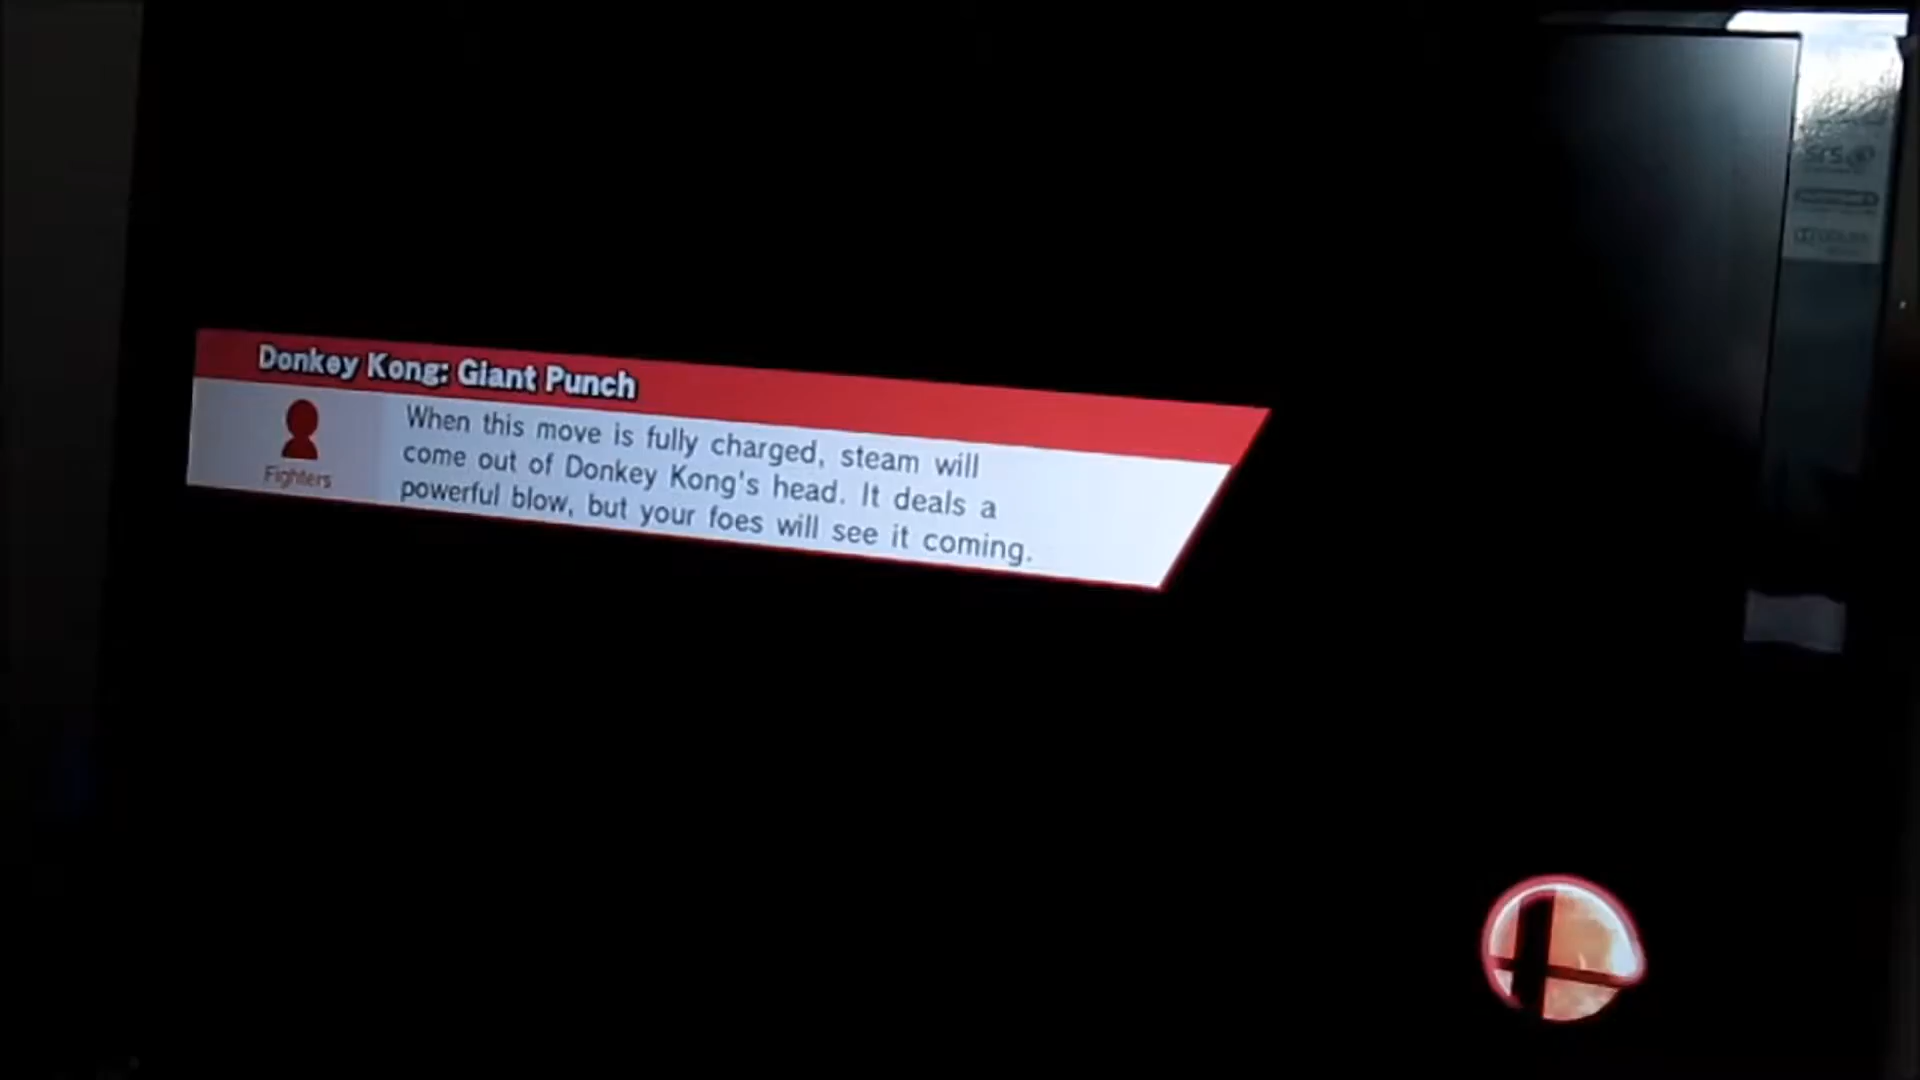 Donkey Kong: Giant Punch
When this move is fully charged, steam will
come out of Donkey Kong's head. It deals a
powerful blow, but your foes will see it coming.
Fighters
SRS